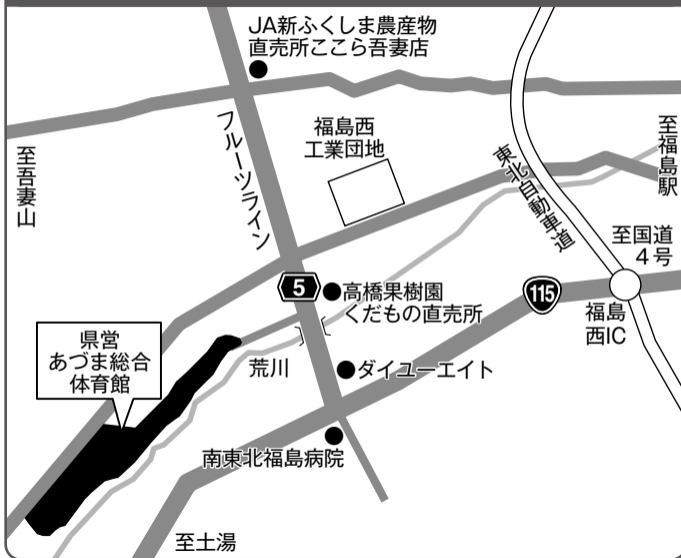 JA新ふくしま農産物
直売所ここら吾妻店
フルーツライン
福島西
工業団地
至福島駅
至吾妻山
東北自動車道
至国道
4号
5
高橋果樹園
くだもの直売所
115
福島
西IC
県営
あづま総合
体育館
荒川
ダイユーエイト
南東北福島病院
至土湯